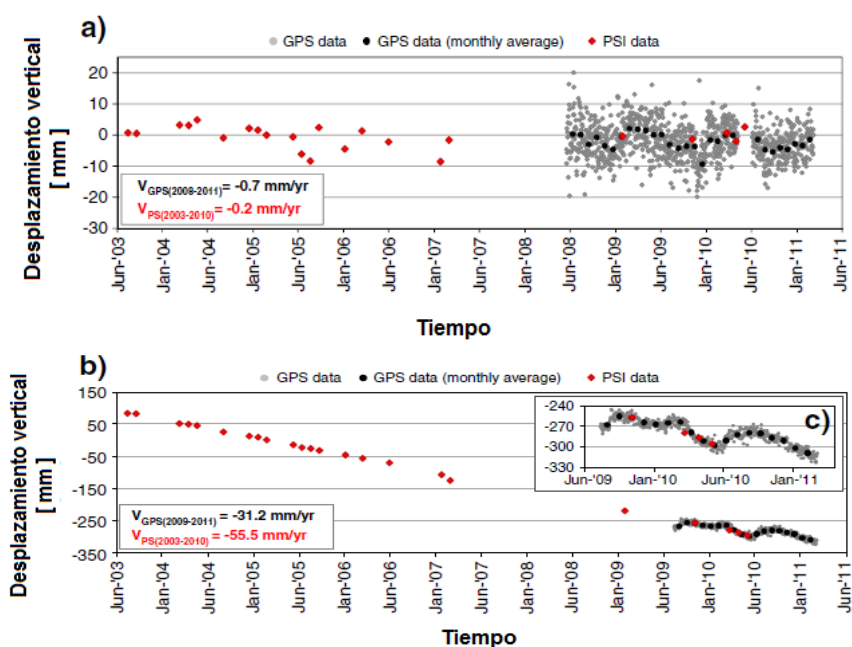 a)
GPS data GPS data (monthly average) PSI data
Desplazamiento vertical
[ mm ]
20
10
0
-10
-20
-30
V GPS(2008-2011)= -0.7 mm/yr
V PS(2003-2010)= -0.2 mm/yr
Jun-'03
Jan-'04
Jun-'04
Jan-'05
Jun-'05
Jan-'06
Jun-'06
Jan-'07
Jun-'07
Jan-'08
Jun-'08
Jan-'09
Jun-'09
Jan-'10
Jun-'10
Jan-'11
Jun-'11
Tiempo
b)
GPS data GPS data (monthly average) PSI data
Desplazamiento vertical
[ mm ]
150
50
-50
-150
-250
-350
c)
-240
-270
-300
-330
Jun-'09 Jan-'10 Jun-'10 Jan-'11
V GPS(2009-2011) = -31.2 mm/yr
V PS(2003-2010) = -55.5 mm/yr
Jun-'03
Jan-'04
Jun-'04
Jan-'05
Jun-'05
Jan-'06
Jun-'06
Jan-'07
Jun-'07
Jan-'08
Jun-'08
Jan-'09
Jun-'09
Jan-'10
Jun-'10
Jan-'11
Jun-'11
Tiempo